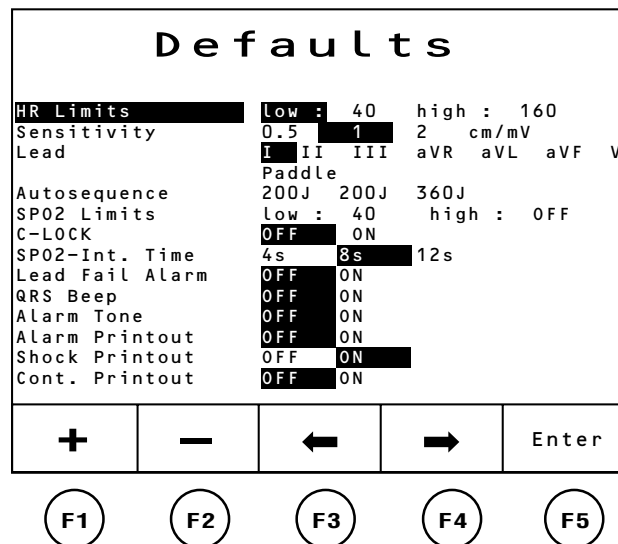 Defaults
HR Limits low : 40 high : 160
Sensitivity 0.5 1 2 cm/mV
Lead I II III aVR aVL aVF V
Paddle
Autosequence 200J 200J 360J
SPO2 Limits low : 40 high : OFF
C-LOCK OFF ON
SPO2-Int. Time 4s 8s 12s
Lead Fail Alarm OFF ON
QRS Beep OFF ON
Alarm Tone OFF ON
Alarm Printout OFF ON
Shock Printout OFF ON
Cont. Printout OFF ON
+ — ← → Enter
F1 F2 F3 F4 F5